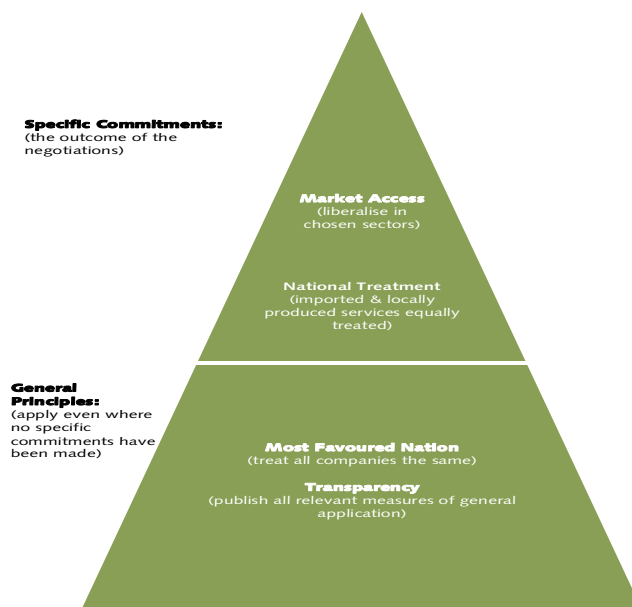 Specific Commitments:
(the outcome of the
negotiations)
Market Access
(liberalise in
chosen sectors)
National Treatment
(imported & locally
produced services equally
treated)
General
Principles:
(apply even where
no specific
commitments have
been made)
Most Favoured Nation
(treat all companies the same)
Transparency
(publish all relevant measures of general
application)